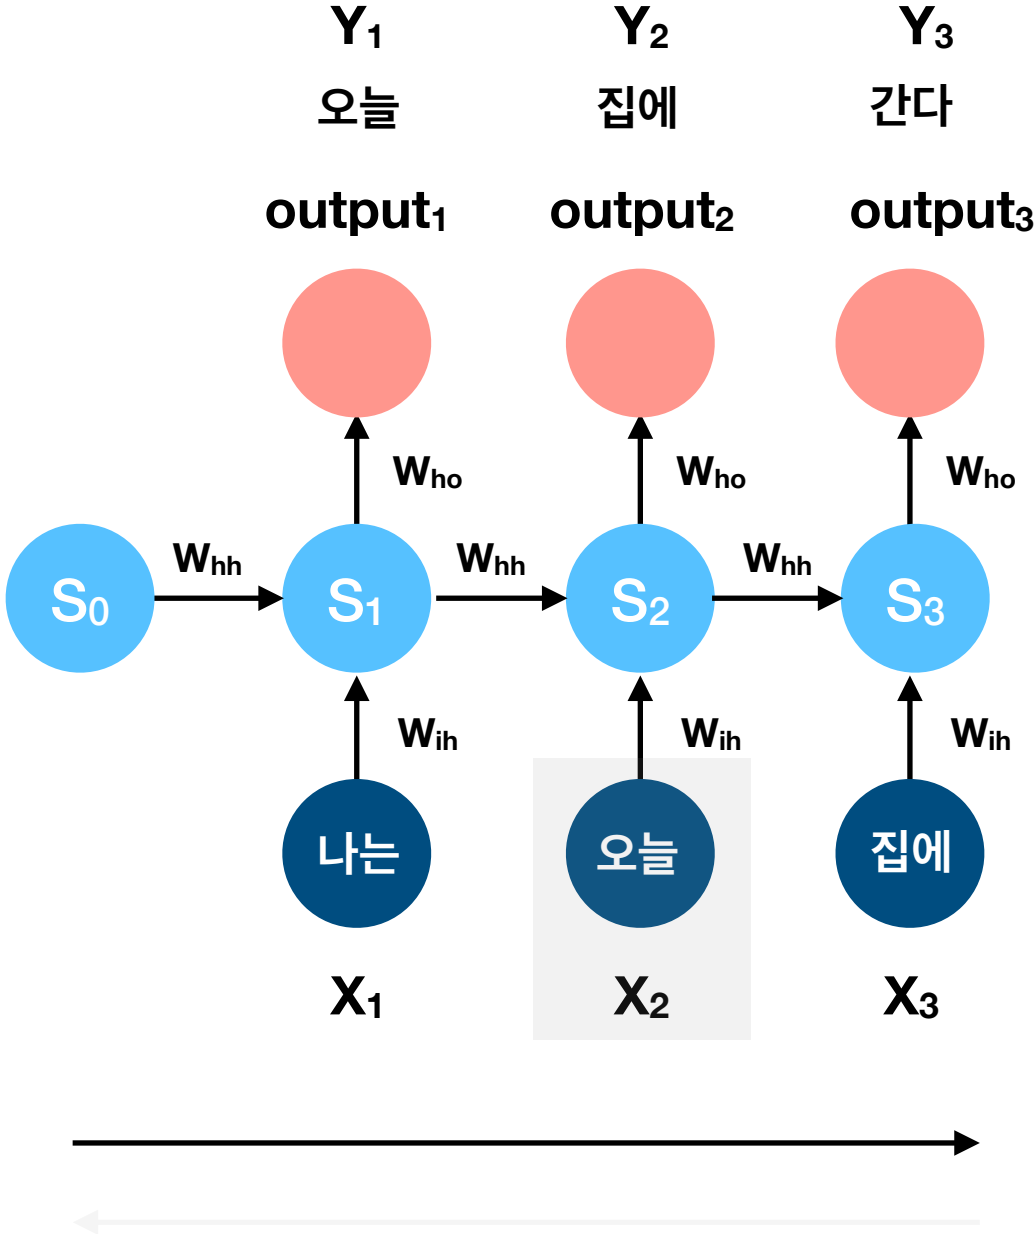 Y₁ Y₂ Y₃
오늘 집에 간다
output₁ output₂ output₃
Wₕₒ Wₕₒ Wₕₒ
Wₕₕ Wₕₕ Wₕₕ
S₀ S₁ S₂ S₃
Wᵢₕ Wᵢₕ Wᵢₕ
나는 오늘 집에
X₁ X₂ X₃